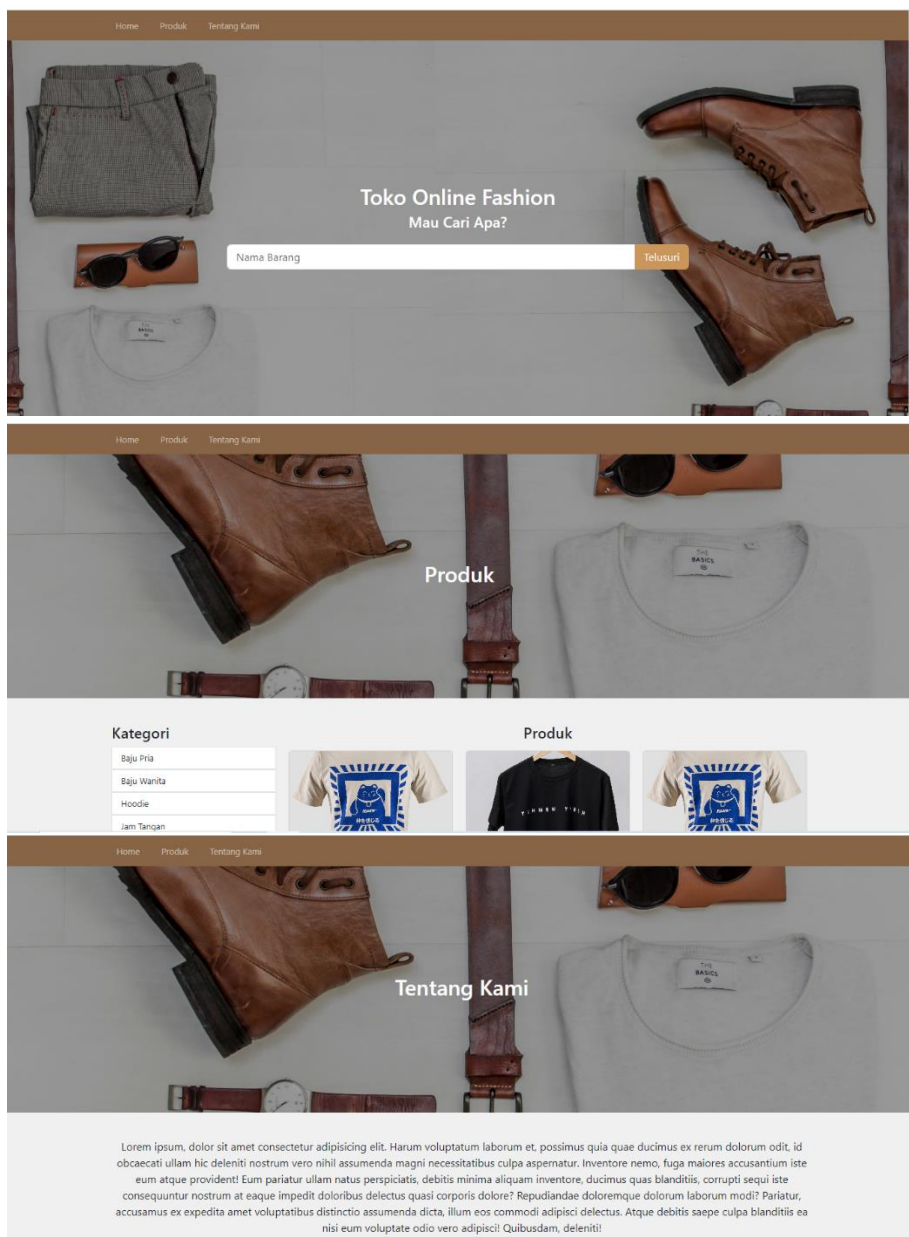 Home Produk Tentang Kami
Toko Online Fashion
Mau Cari Apa?
Nama Barang Telusuri
THE
BASICS
Home Produk Tentang Kami
THE
BASICS
Produk
Kategori Produk
Baju Pria
Baju Wanita
Hoodie
Jam Tangan
Home Produk Tentang Kami
THE
BASICS
Tentang Kami
Lorem ipsum, dolor sit amet consectetur adipisicing elit. Harum voluptatum laborum et, possimus quia quae ducimus ex rerum dolorum odit, id
obcaecati ullam hic deleniti nostrum vero nihil assumenda magni necessitatibus culpa aspernatur. Inventore nemo, fuga maiores accusantium iste
eum atque provident! Eum pariatur ullam natus perspiciatis, debitis minima aliquam inventore, ducimus quas blanditiis, corrupti sequi iste
consequuntur nostrum at eaque impedit doloribus delectus quasi corporis dolore? Repudiandae doloremque dolorum laborum modi? Pariatur,
accusamus ex expedita amet voluptatibus distinctio assumenda dicta, illum eos commodi adipisci delectus. Atque debitis saepe culpa blanditiis ea
nisi eum voluptate odio vero adipisci! Quibusdam, deleniti!